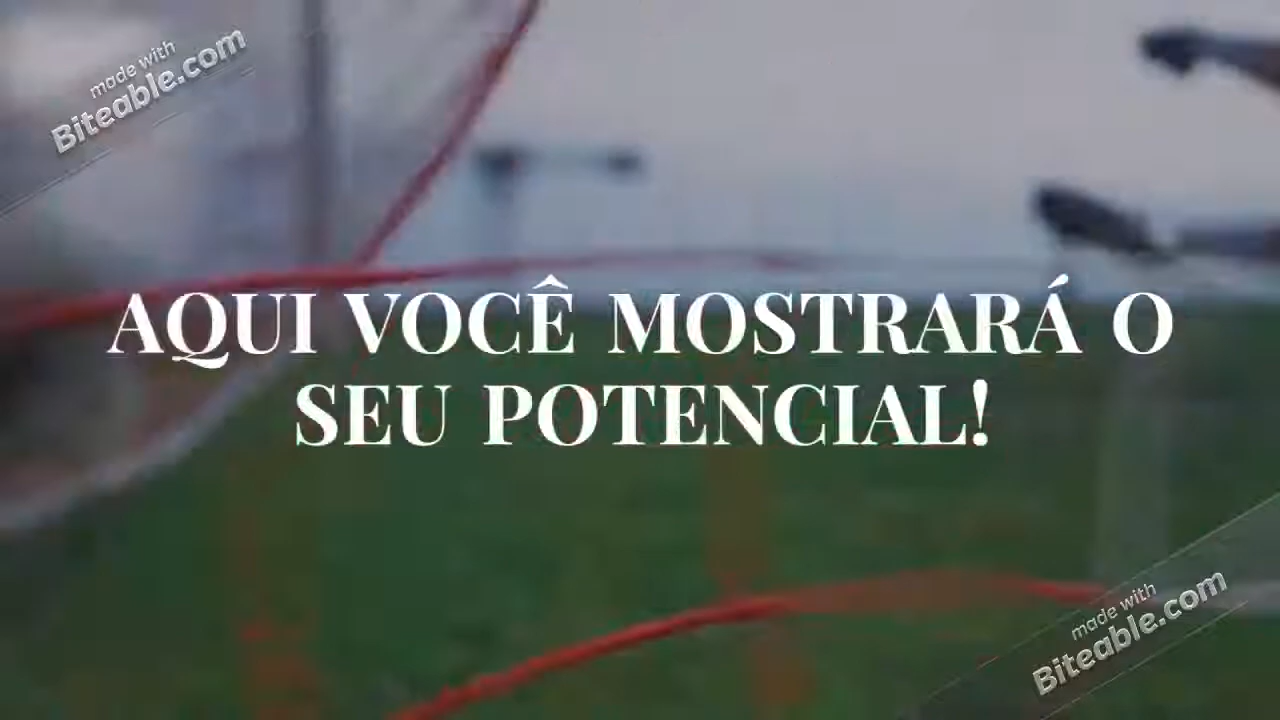 made with
Biteable.com
AQUI VOCÊ MOSTRARÁ O
SEU POTENCIAL!
made with
Biteable.com